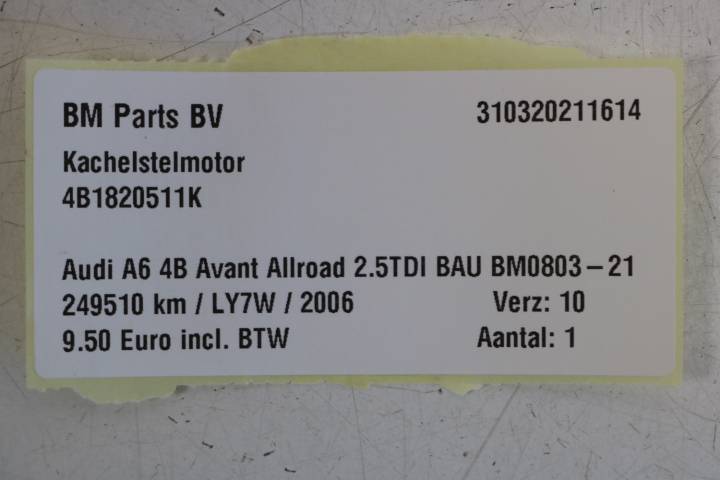 BM Parts BV 310320211614
Kachelstelmotor
4B1820511K
Audi A6 4B Avant Allroad 2.5TDI BAU BM0803-21
249510 km / LY7W / 2006 Verz: 10
9.50 Euro incl. BTW Aantal: 1